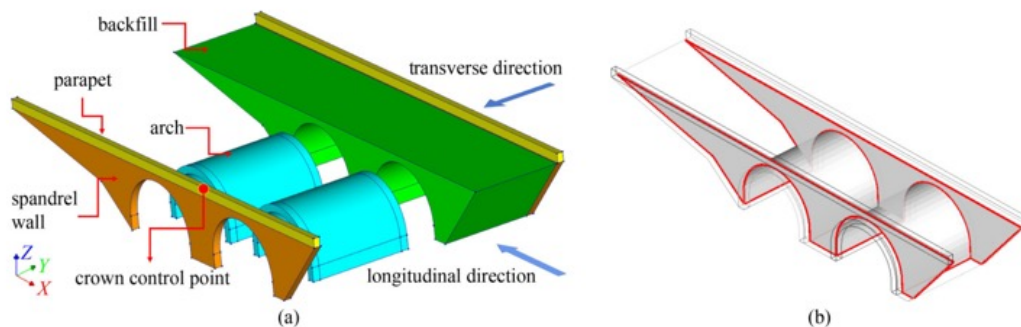 backfill
transverse direction
parapet
arch
spandrel
wall
Z
Y
X
crown control point
longitudinal direction
(a)
(b)